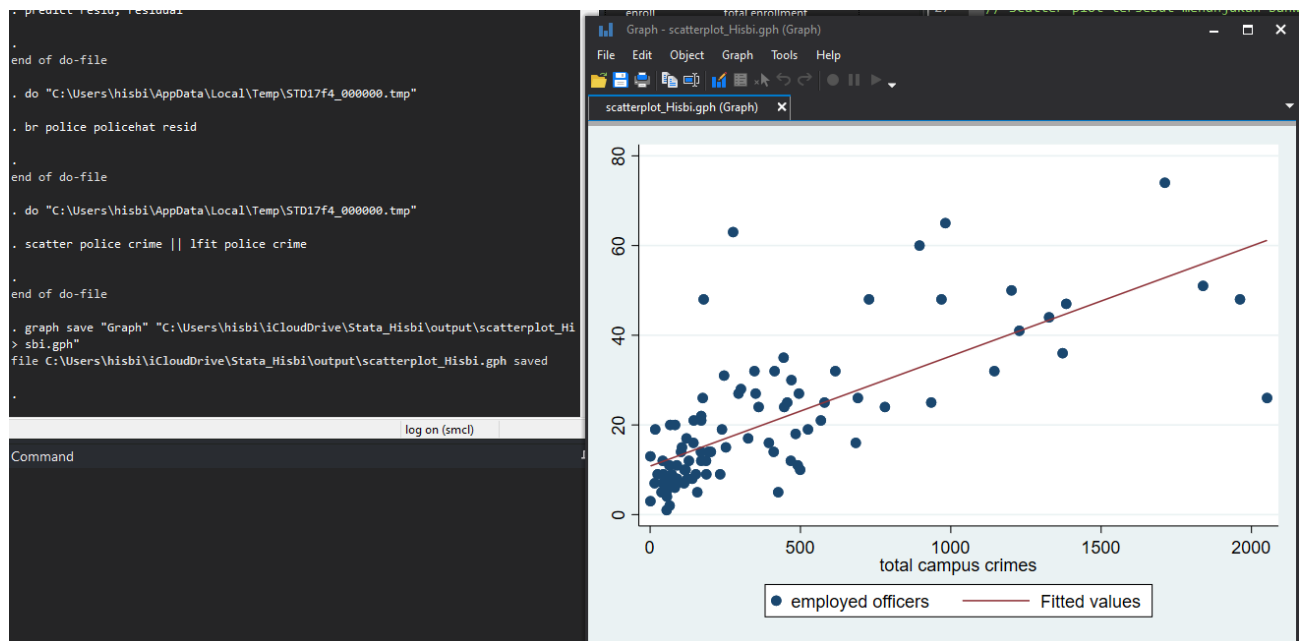 . predict resid, residual
.
end of do-file
. do "C:\Users\hisbi\AppData\Local\Temp\STD17f4_000000.tmp"
. br police policehat resid
.
end of do-file
. do "C:\Users\hisbi\AppData\Local\Temp\STD17f4_000000.tmp"
. scatter police crime || lfit police crime
.
end of do-file
. graph save "Graph" "C:\Users\hisbi\iCloudDrive\Stata_Hisbi\output\scatterplot_Hi
> sbi.gph"
file C:\Users\hisbi\iCloudDrive\Stata_Hisbi\output\scatterplot_Hisbi.gph saved
.
log on (smcl)
Command
enroll total enrollment
// scatter plot tersebut menunjukan
Graph - scatterplot_Hisbi.gph (Graph)
File Edit Object Graph Tools Help
scatterplot_Hisbi.gph (Graph)
80
60
40
20
0
0 500 1000 1500 2000
total campus crimes
employed officers Fitted values